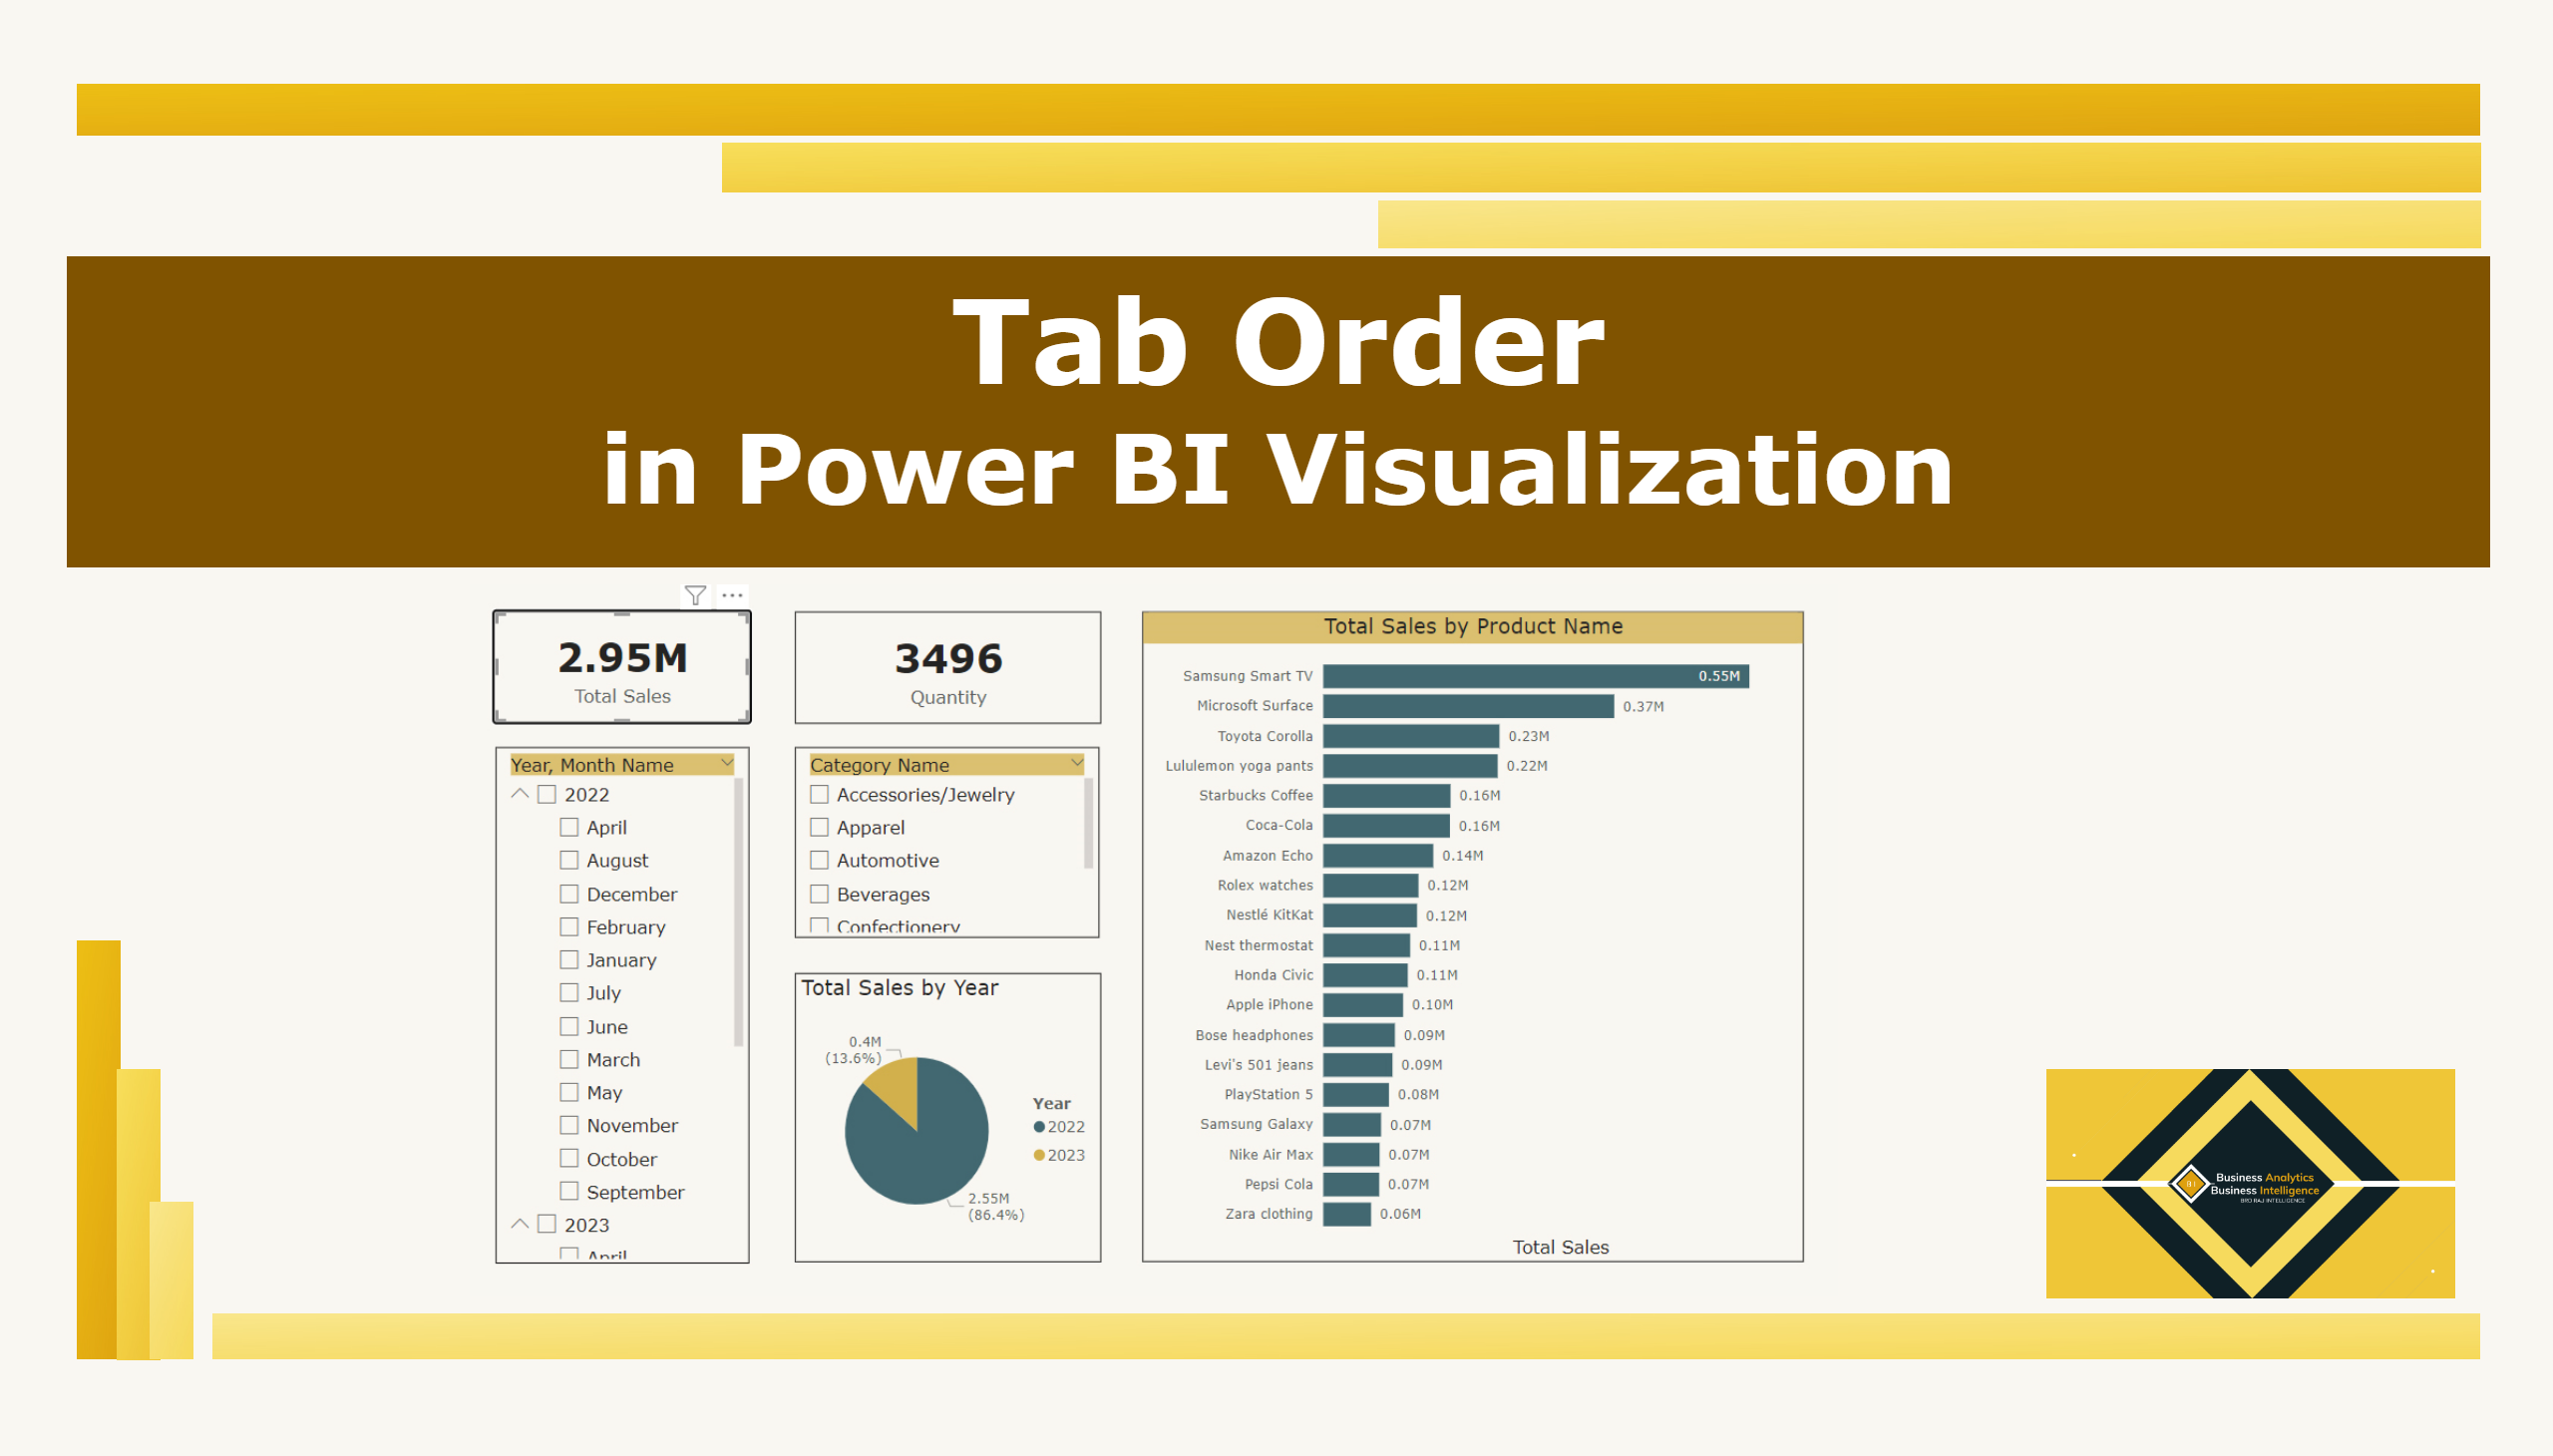 Tab Order
in Power BI Visualization
2.95M
Total Sales
3496
Quantity
Year, Month Name
2022
April
August
December
February
January
July
June
March
May
November
October
September
2023
April
Category Name
Accessories/Jewelry
Apparel
Automotive
Beverages
Confectionery
Total Sales by Year
0.4M
(13.6%)
Year
2022
2023
2.55M
(86.4%)
Total Sales by Product Name
Samsung Smart TV 0.55M
Microsoft Surface 0.37M
Toyota Corolla 0.23M
Lululemon yoga pants 0.22M
Starbucks Coffee 0.16M
Coca-Cola 0.16M
Amazon Echo 0.14M
Rolex watches 0.12M
Nestlé KitKat 0.12M
Nest thermostat 0.11M
Honda Civic 0.11M
Apple iPhone 0.10M
Bose headphones 0.09M
Levi's 501 jeans 0.09M
PlayStation 5 0.08M
Samsung Galaxy 0.07M
Nike Air Max 0.07M
Pepsi Cola 0.07M
Zara clothing 0.06M
Total Sales
Business Analytics
Business Intelligence